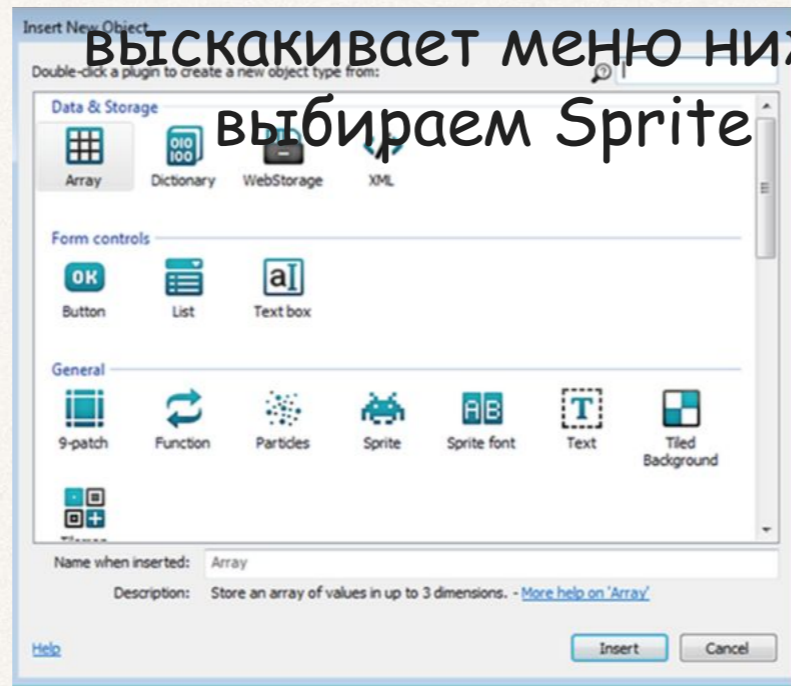 Insert New Object
выскакивает меню ниж
Double-click a plugin to create a new object type from:
выбираем Sprite
Data & Storage
Array Dictionary WebStorage XML
Form controls
OK
Button List Text box
General
9-patch Function Particles Sprite Sprite font Text Tiled Background
Name when inserted: Array
Description: Store an array of values in up to 3 dimensions. - More help on 'Array'
Help Insert Cancel